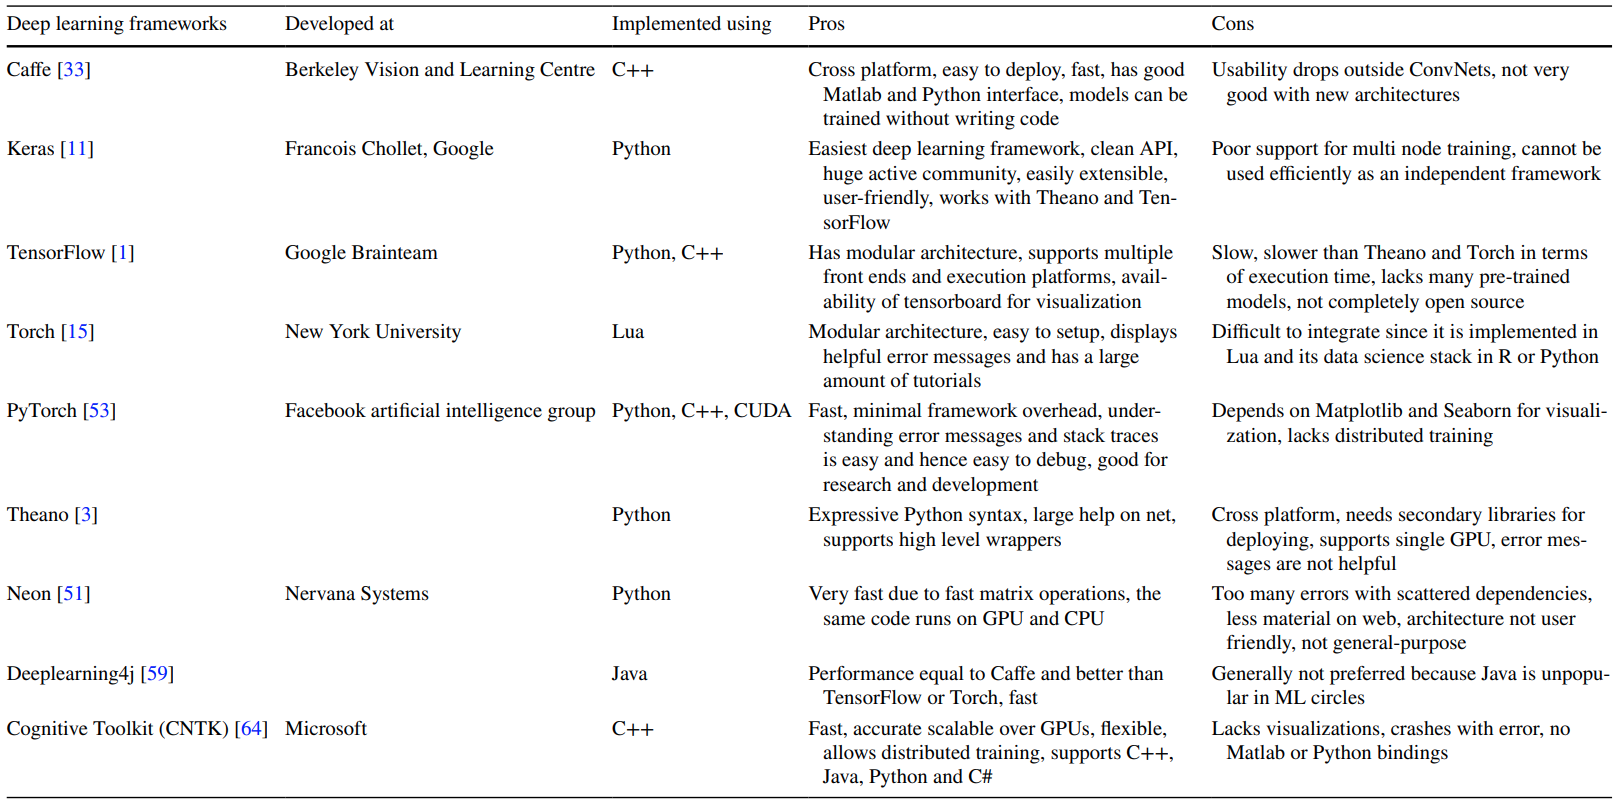 Deep learning frameworks Developed at Implemented using Pros Cons
Caffe [33] Berkeley Vision and Learning Centre C++ Cross platform, easy to deploy, fast, has good Usability drops outside ConvNets, not very
Matlab and Python interface, models can be good with new architectures
trained without writing code
Keras [11] Francois Chollet, Google Python Easiest deep learning framework, clean API, Poor support for multi node training, cannot be
huge active community, easily extensible, used efficiently as an independent framework
user-friendly, works with Theano and Ten-
sorFlow
TensorFlow [1] Google Brainteam Python, C++ Has modular architecture, supports multiple Slow, slower than Theano and Torch in terms
front ends and execution platforms, avail- of execution time, lacks many pre-trained
ability of tensorboard for visualization models, not completely open source
Torch [15] New York University Lua Modular architecture, easy to setup, displays Difficult to integrate since it is implemented in
helpful error messages and has a large Lua and its data science stack in R or Python
amount of tutorials
PyTorch [53] Facebook artificial intelligence group Python, C++, CUDA Fast, minimal framework overhead, under- Depends on Matplotlib and Seaborn for visuali-
standing error messages and stack traces zation, lacks distributed training
is easy and hence easy to debug, good for
research and development
Theano [3] Python Expressive Python syntax, large help on net, Cross platform, needs secondary libraries for
supports high level wrappers deploying, supports single GPU, error mes-
sages are not helpful
Neon [51] Nervana Systems Python Very fast due to fast matrix operations, the Too many errors with scattered dependencies,
same code runs on GPU and CPU less material on web, architecture not user
friendly, not general-purpose
Deeplearning4j [59] Java Performance equal to Caffe and better than Generally not preferred because Java is unpopu-
TensorFlow or Torch, fast lar in ML circles
Cognitive Toolkit (CNTK) [64] Microsoft C++ Fast, accurate scalable over GPUs, flexible, Lacks visualizations, crashes with error, no
allows distributed training, supports C++, Matlab or Python bindings
Java, Python and C#